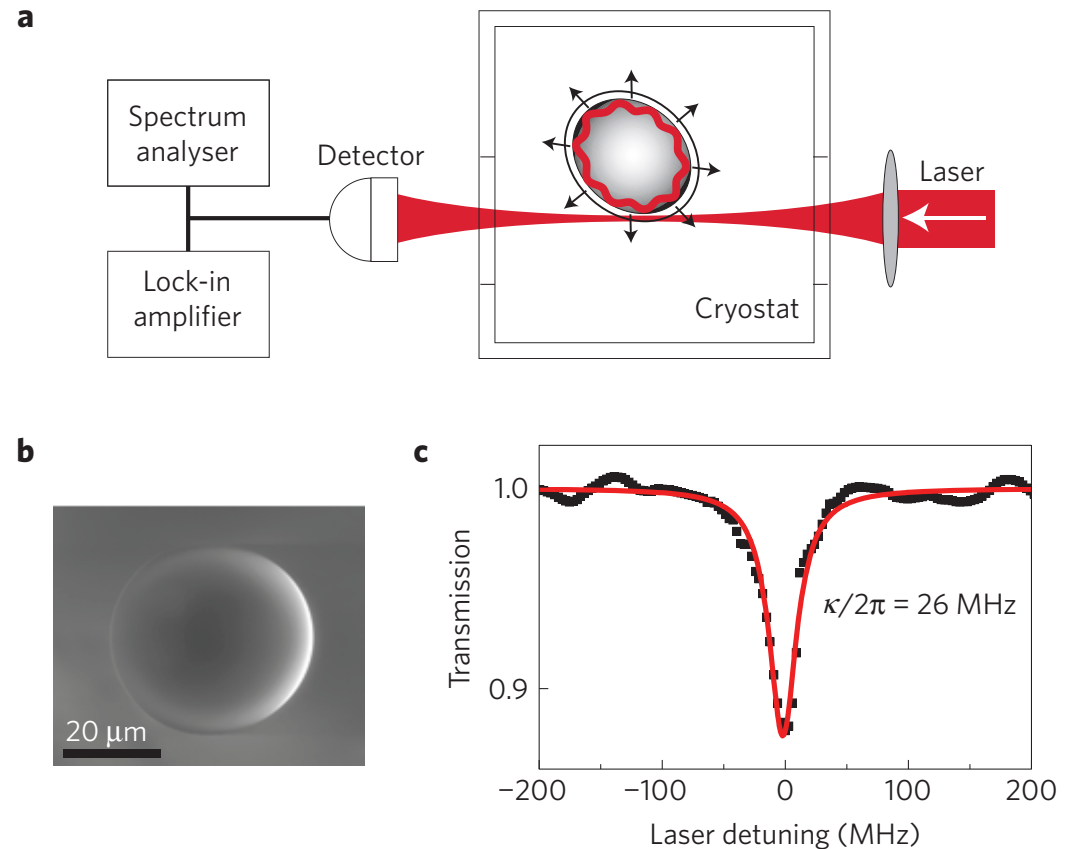 a
Spectrum
analyser
Detector
Laser
Lock-in
amplifier
Cryostat
b
20 μm
c
1.0
0.9
Transmission
κ/2π = 26 MHz
−200
−100
0
100
200
Laser detuning (MHz)